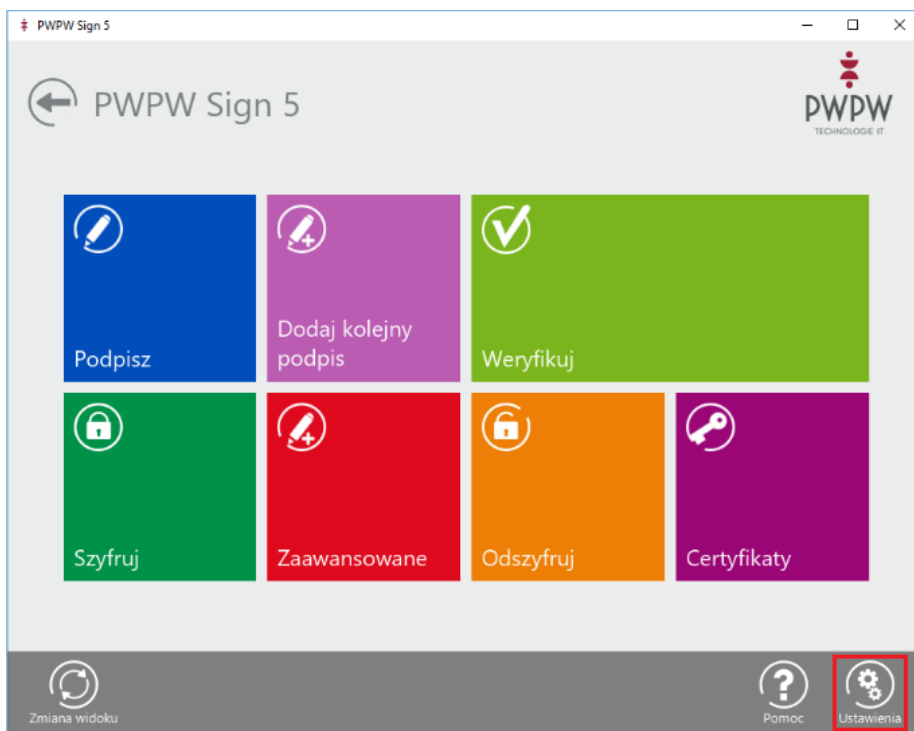 PWPW Sign 5
PWPW Sign 5
PWPW
TECHNOLOGIE IT
Podpisz
Dodaj kolejny
podpis
Weryfikuj
Szyfruj
Zaawansowane
Odszyfruj
Certyfikaty
Zmiana widoku
Pomoc
Ustawienia